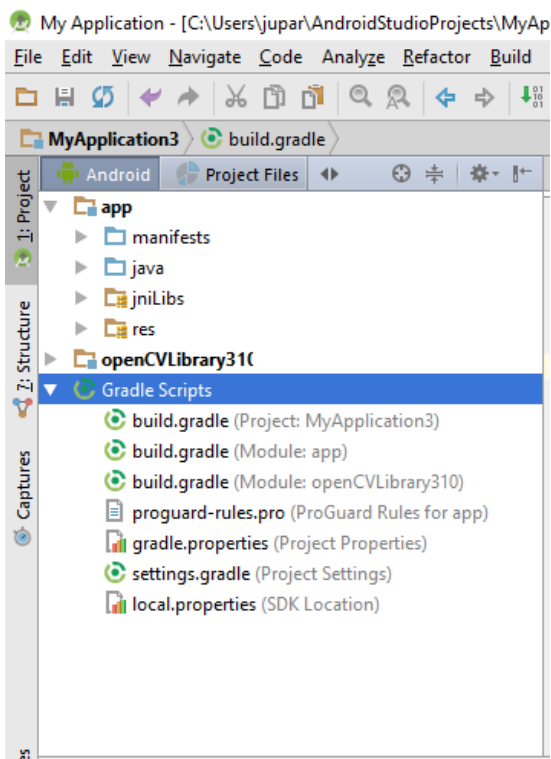 My Application - [C:\Users\jupar\AndroidStudioProjects\MyAp
File Edit View Navigate Code Analyze Refactor Build
MyApplication3 build.gradle
Android Project Files
1: Project
7: Structure
Captures
app
manifests
java
jniLibs
res
openCVLibrary310
Gradle Scripts
build.gradle (Project: MyApplication3)
build.gradle (Module: app)
build.gradle (Module: openCVLibrary310)
proguard-rules.pro (ProGuard Rules for app)
gradle.properties (Project Properties)
settings.gradle (Project Settings)
local.properties (SDK Location)